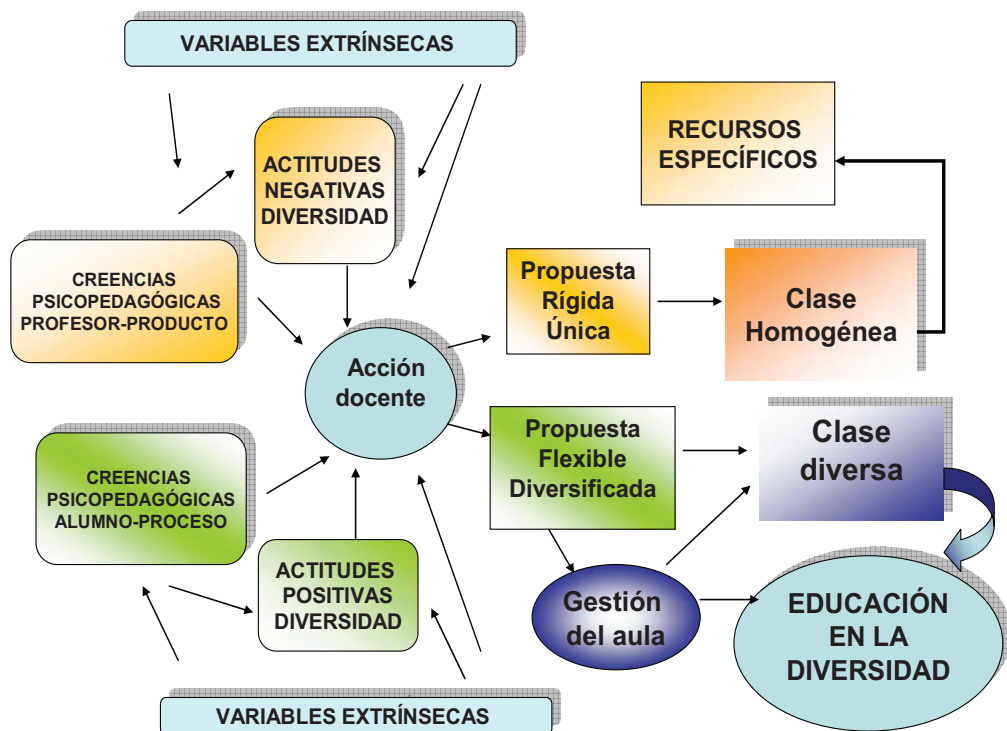 VARIABLES EXTRÍNSECAS
ACTITUDES
NEGATIVAS
DIVERSIDAD
RECURSOS
ESPECÍFICOS
CREENCIAS
PSICOPEDAGÓGICAS
PROFESOR-PRODUCTO
Propuesta
Rígida
Única
Clase
Homogénea
Acción
docente
CREENCIAS
PSICOPEDAGÓGICAS
ALUMNO-PROCESO
Propuesta
Flexible
Diversificada
Clase
diversa
ACTITUDES
POSITIVAS
DIVERSIDAD
Gestión
del aula
EDUCACIÓN
EN LA
DIVERSIDAD
VARIABLES EXTRÍNSECAS